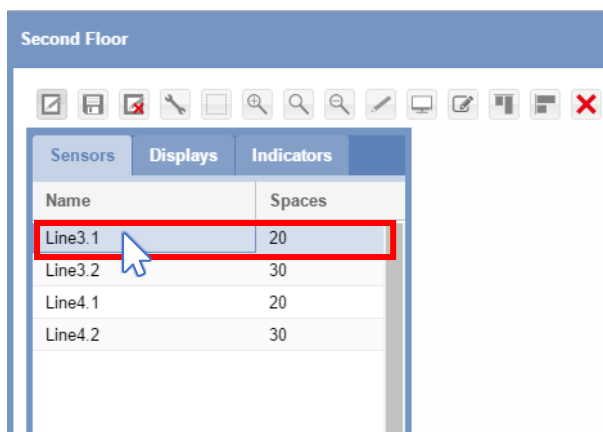 Second Floor
Sensors Displays Indicators
Name Spaces
Line3.1 20
Line3.2 30
Line4.1 20
Line4.2 30